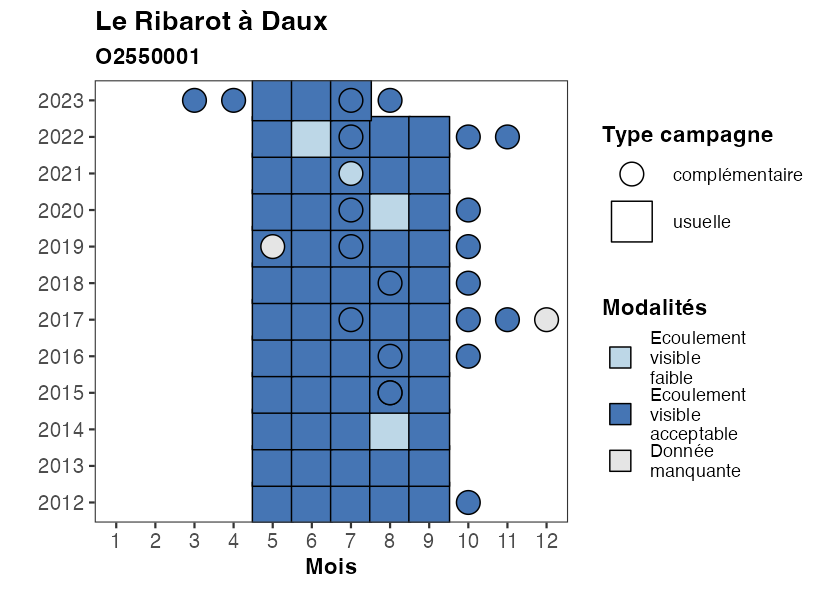 Le Ribarot à Daux
O2550001
2023
2022
2021
2020
2019
2018
2017
2016
2015
2014
2013
2012
1 2 3 4 5 6 7 8 9 10 11 12
Mois
Type campagne
complémentaire
usuelle
Modalités
Ecoulement
visible
faible
Ecoulement
visible
acceptable
Donnée
manquante